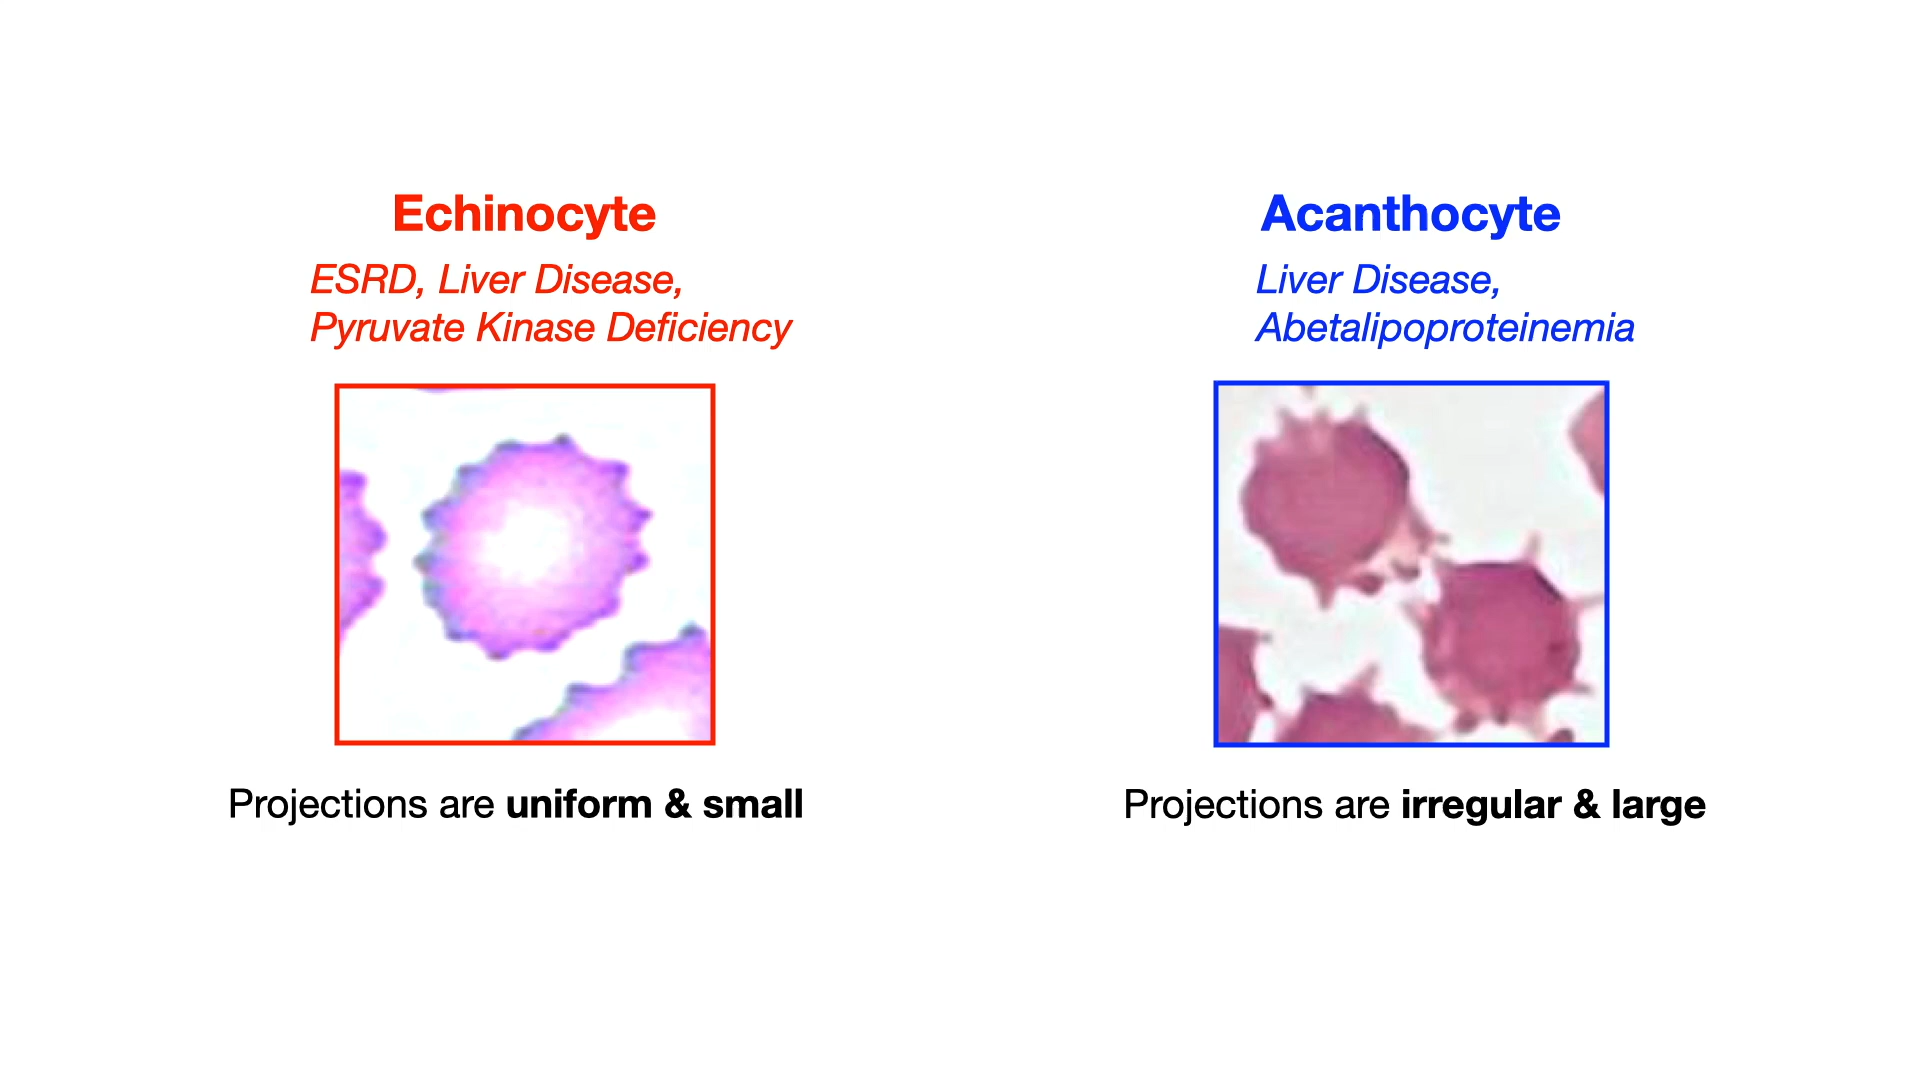 Echinocyte
ESRD, Liver Disease,
Pyruvate Kinase Deficiency
Projections are uniform & small
Acanthocyte
Liver Disease,
Abetalipoproteinemia
Projections are irregular & large